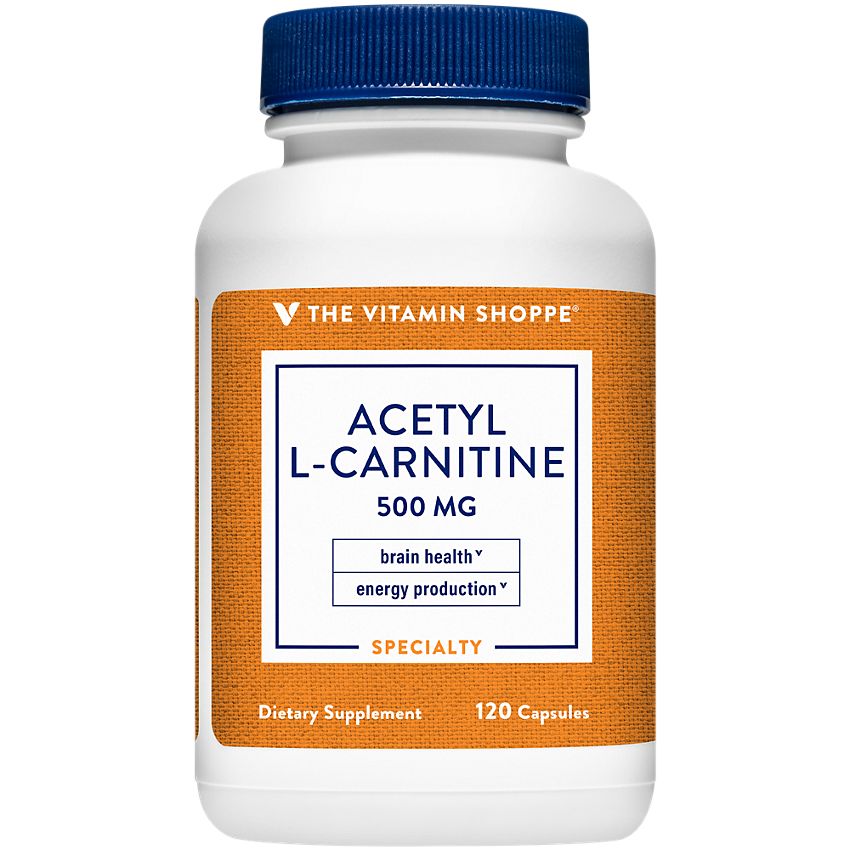 THE VITAMIN SHOPPE®
ACETYL
L-CARNITINE
500 MG
brain health ᵛ
energy production ᵛ
SPECIALTY
Dietary Supplement 120 Capsules